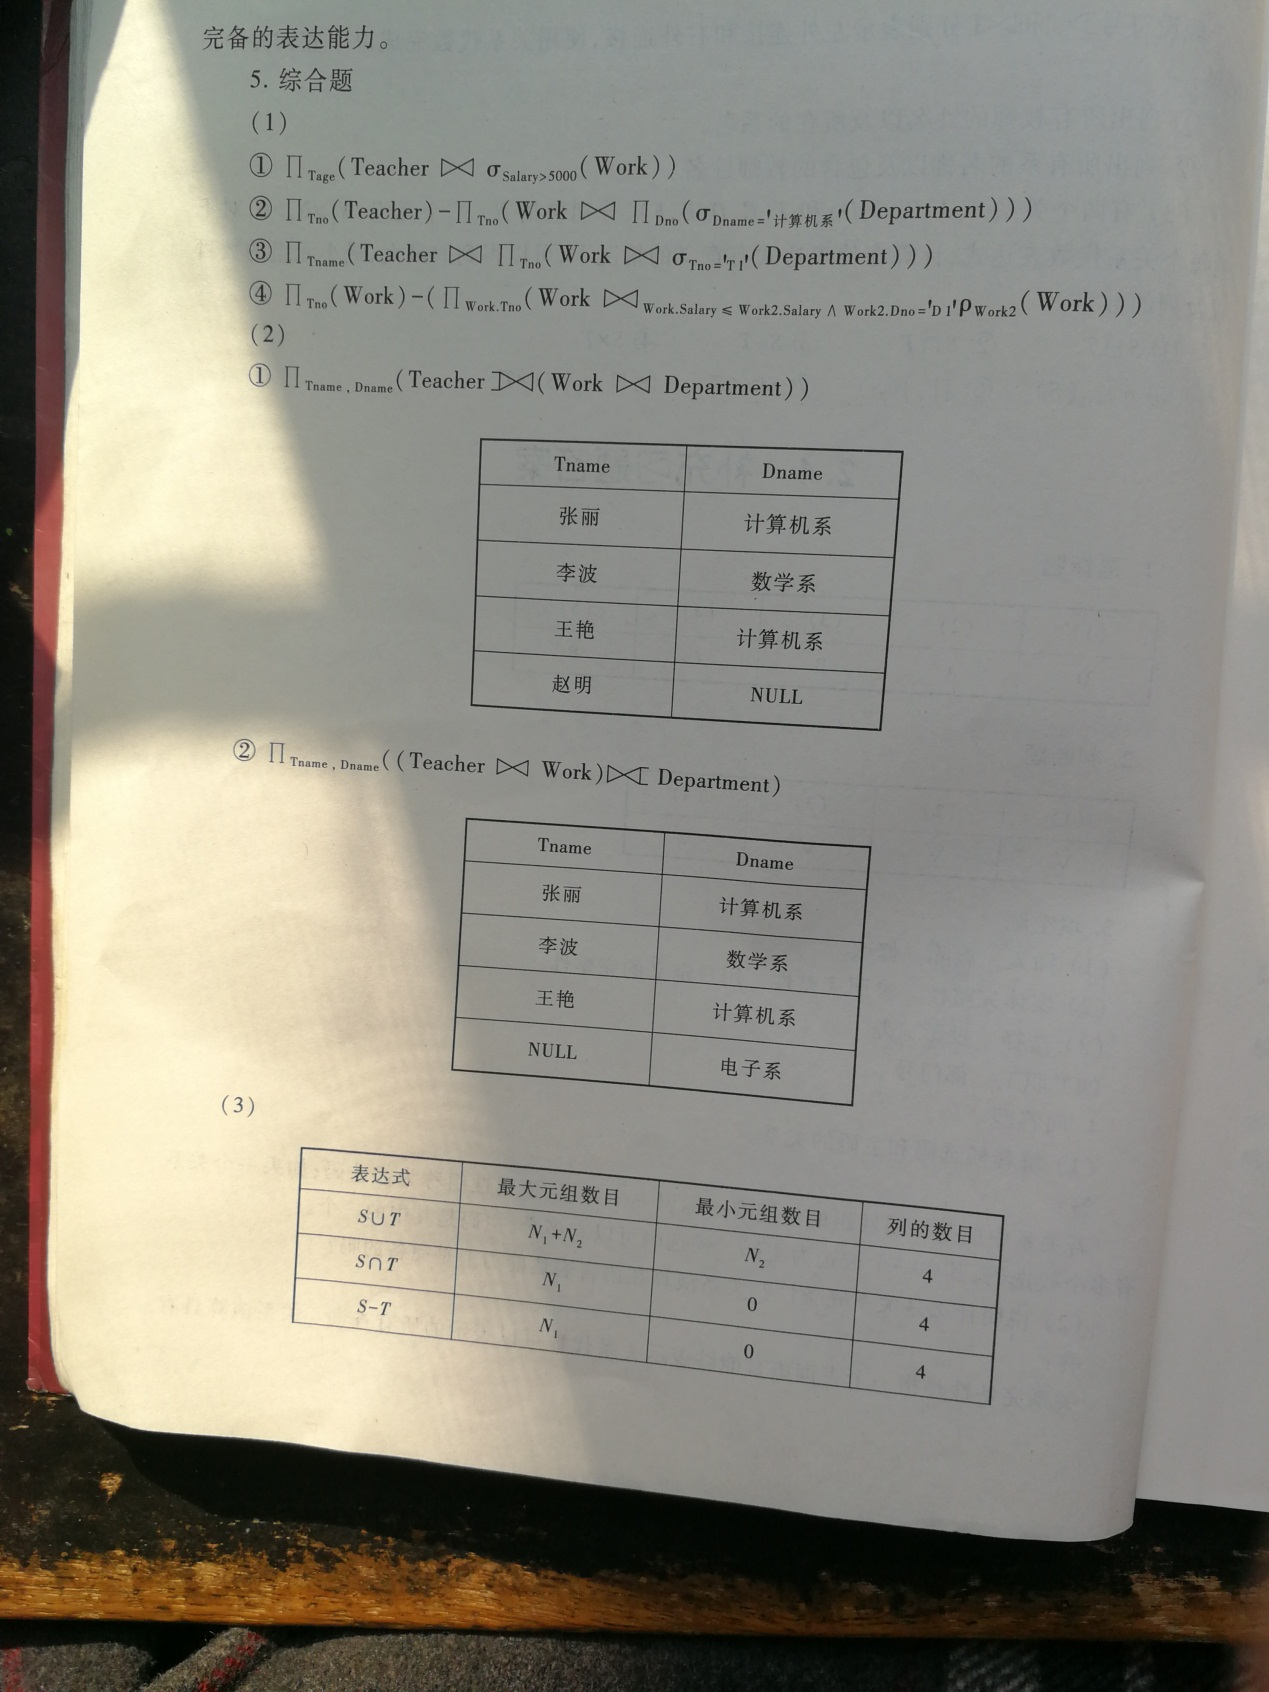 完备的表达能力。
5. 综合题
(1)
① ∏Tage(Teacher ⋈ σSalary>5000(Work))
② ∏Tno(Teacher)-∏Tno(Work ⋈ ∏Dno(σDname='计算机系'(Department)))
③ ∏Tname(Teacher ⋈ ∏Tno(Work ⋈ σTno='T1'(Department)))
④ ∏Tno(Work)-(∏Work.Tno(Work ⋈Work.Salary≤Work2.Salary∧Work2.Dno='D1'ρWork2(Work)))
(2)
① ∏Tname,Dname(Teacher ⟕(Work ⋈ Department))
Tname Dname
张丽 计算机系
李波 数学系
王艳 计算机系
赵明 NULL
② ∏Tname,Dname((Teacher ⋈ Work)⟖ Department)
Tname Dname
张丽 计算机系
李波 数学系
王艳 计算机系
NULL 电子系
(3)
表达式 最大元组数目 最小元组数目 列的数目
S∪T N₁+N₂ N₂ 4
S∩T N₁ 0 4
S-T N₁ 0 4